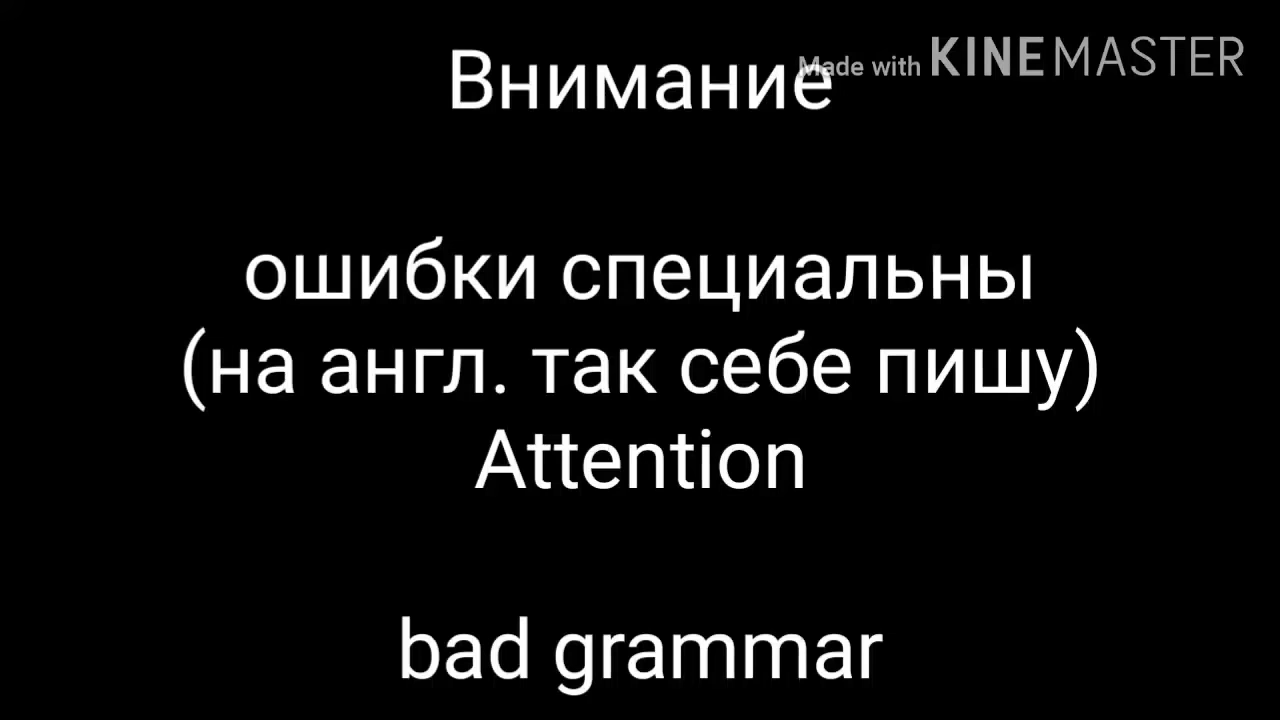 Внимание
Made with KINEMASTER
ошибки специальны
(на англ. так себе пишу)
Attention
bad grammar